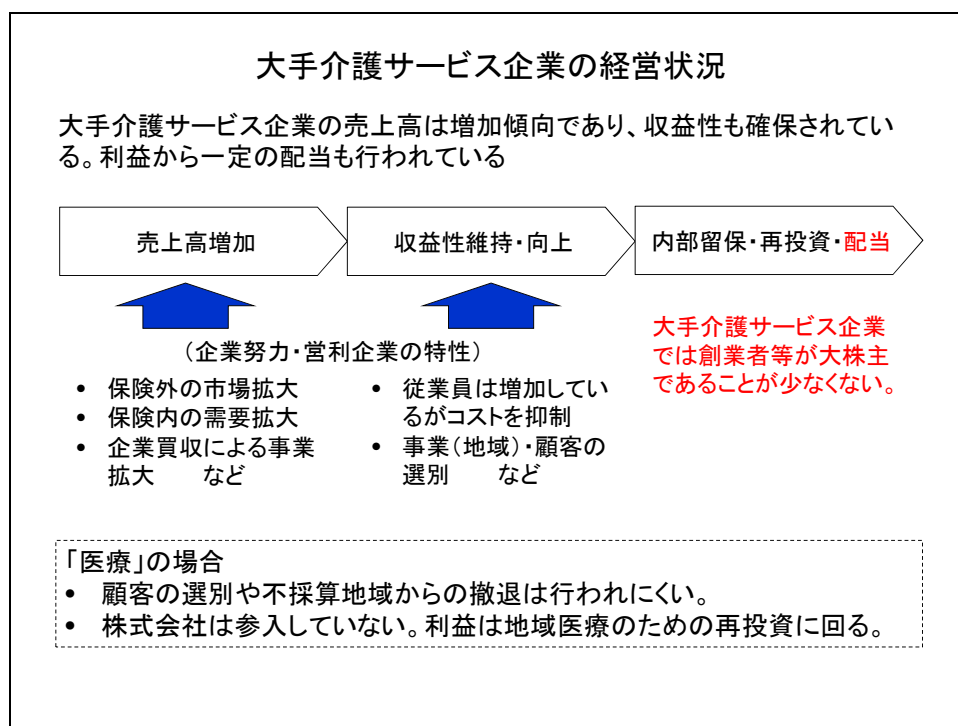 大手介護サービス企業の経営状況
大手介護サービス企業の売上高は増加傾向であり、収益性も確保されてい
る。利益から一定の配当も行われている
売上高増加
収益性維持・向上
内部留保・再投資・配当
(企業努力・営利企業の特性)
• 保険外の市場拡大
• 保険内の需要拡大
• 企業買収による事業
拡大 など
• 従業員は増加してい
るがコストを抑制
• 事業(地域)・顧客の
選別 など
大手介護サービス企業
では創業者等が大株主
であることが少なくない。
「医療」の場合
• 顧客の選別や不採算地域からの撤退は行われにくい。
• 株式会社は参入していない。利益は地域医療のための再投資に回る。